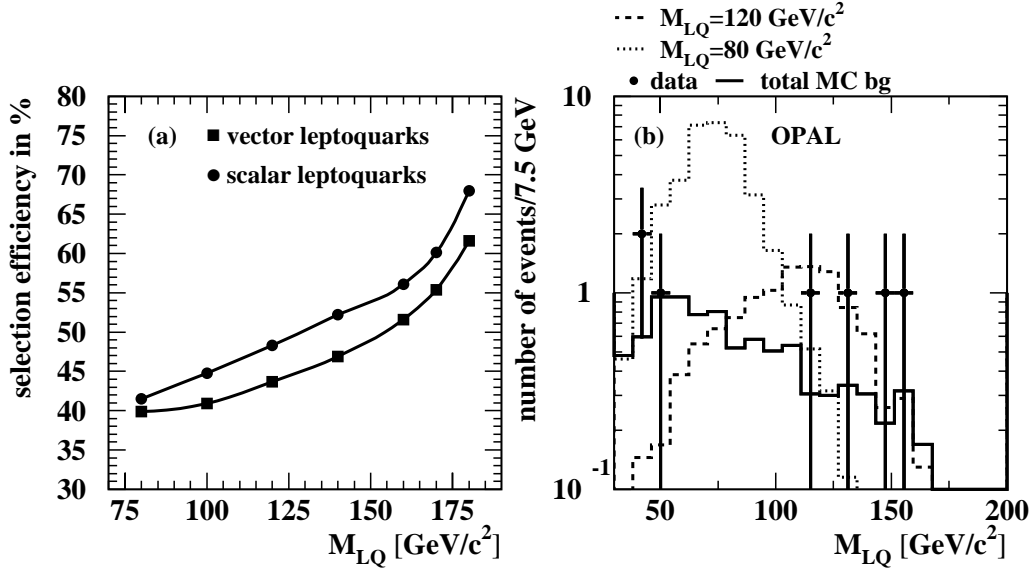 M_LQ=120 GeV/c²
M_LQ=80 GeV/c²
data
total MC bg
selection efficiency in %
80
75
70
65
60
55
50
45
40
35
30
(a)
vector leptoquarks
scalar leptoquarks
75 100 125 150 175
M_LQ [GeV/c²]
number of events/7.5 GeV
10
1
10 -1
(b) OPAL
50 100 150 200
M_LQ [GeV/c²]